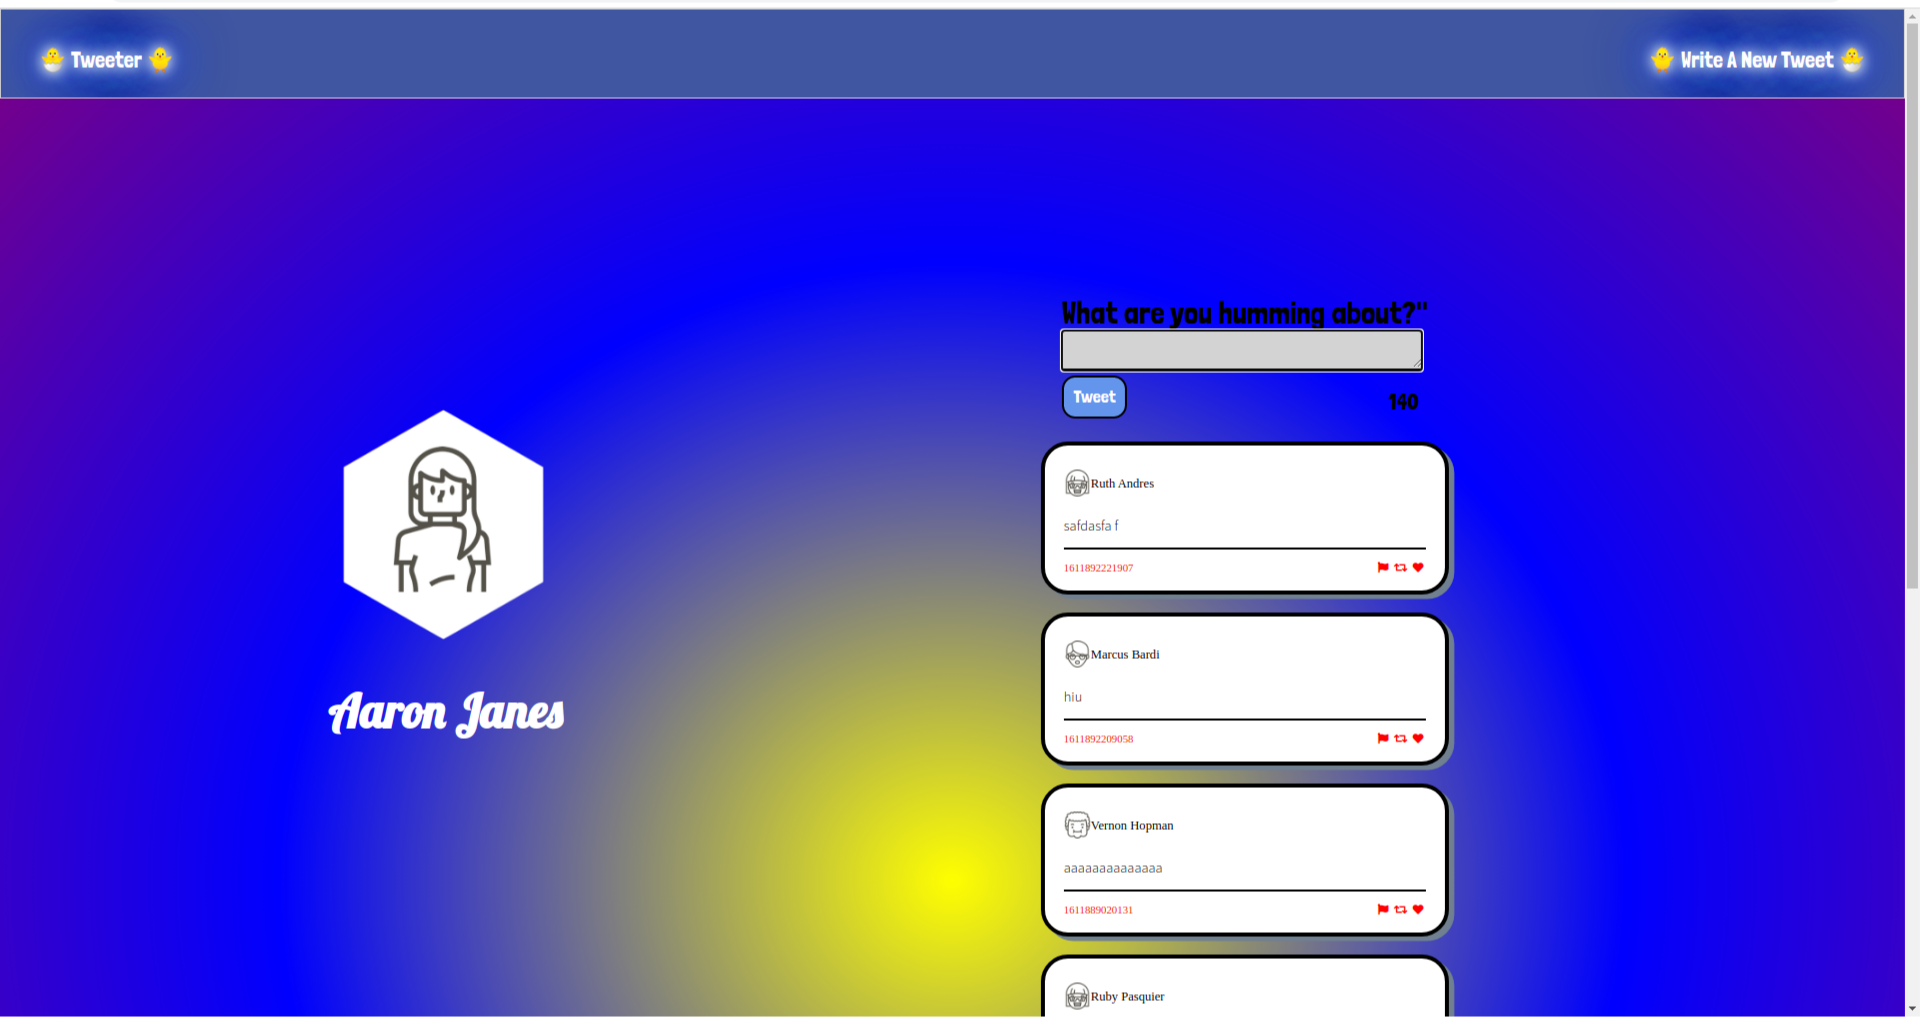 Tweeter
Write A New Tweet
What are you humming about?"
Tweet
140
Aaron Janes
Ruth Andres
safdasfa f
1611892221907
Marcus Bardi
hiu
1611892209058
Vernon Hopman
aaaaaaaaaaaaaa
1611889020131
Ruby Pasquier